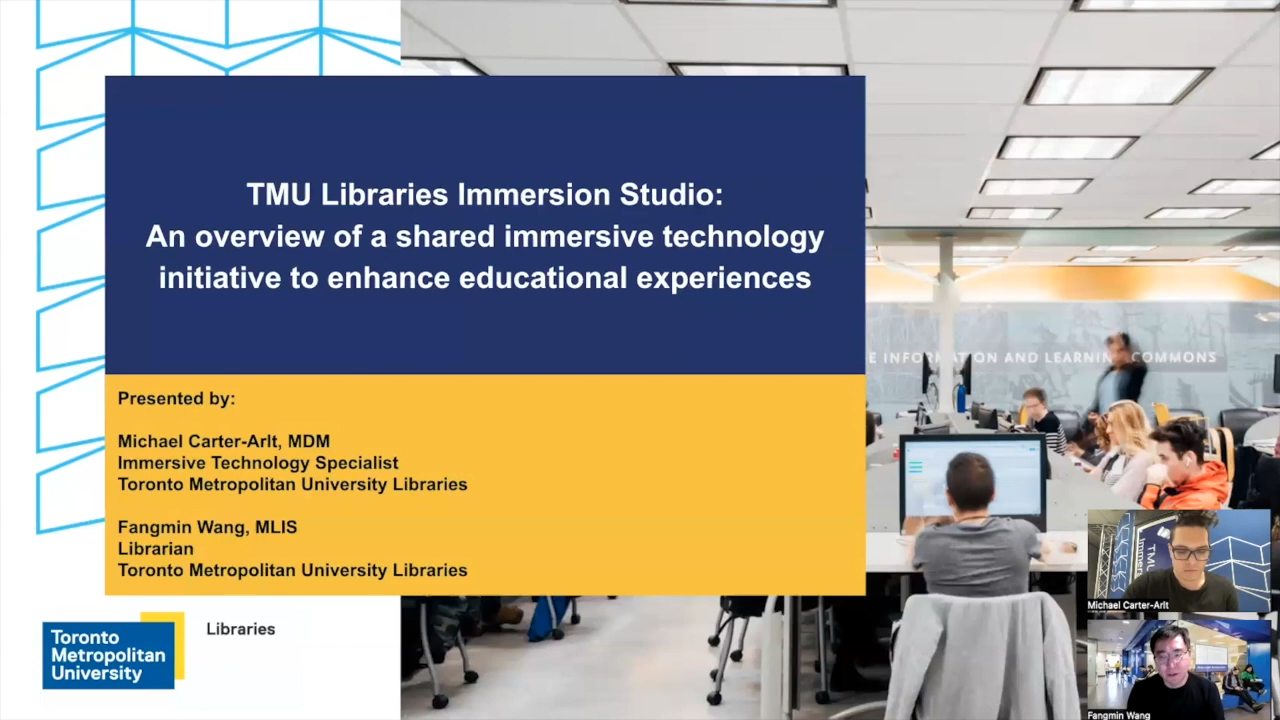 TMU Libraries Immersion Studio:
An overview of a shared immersive technology
initiative to enhance educational experiences
Presented by:
Michael Carter-Arlt, MDM
Immersive Technology Specialist
Toronto Metropolitan University Libraries
Fangmin Wang, MLIS
Librarian
Toronto Metropolitan University Libraries
Toronto
Metropolitan
University
Libraries
E INFORMATION AND LEARNING COMMONS
TMU
Immer
Michael Carter-Arlt
Fangmin Wang